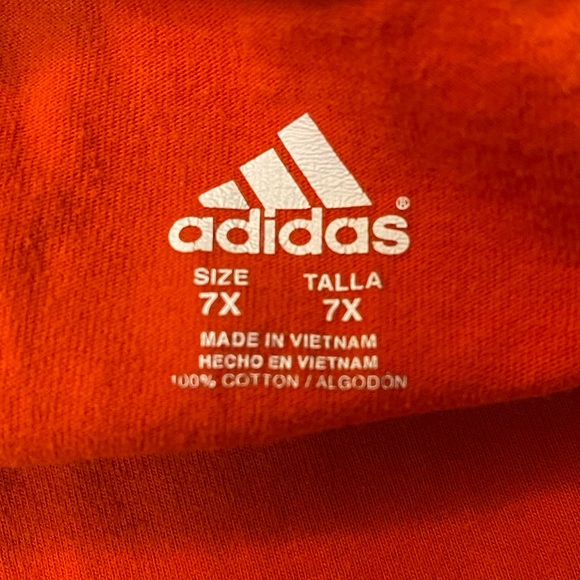 adidas®
SIZE TALLA
7X 7X
MADE IN VIETNAM
HECHO EN VIETNAM
100% COTTON / ALGODÓN